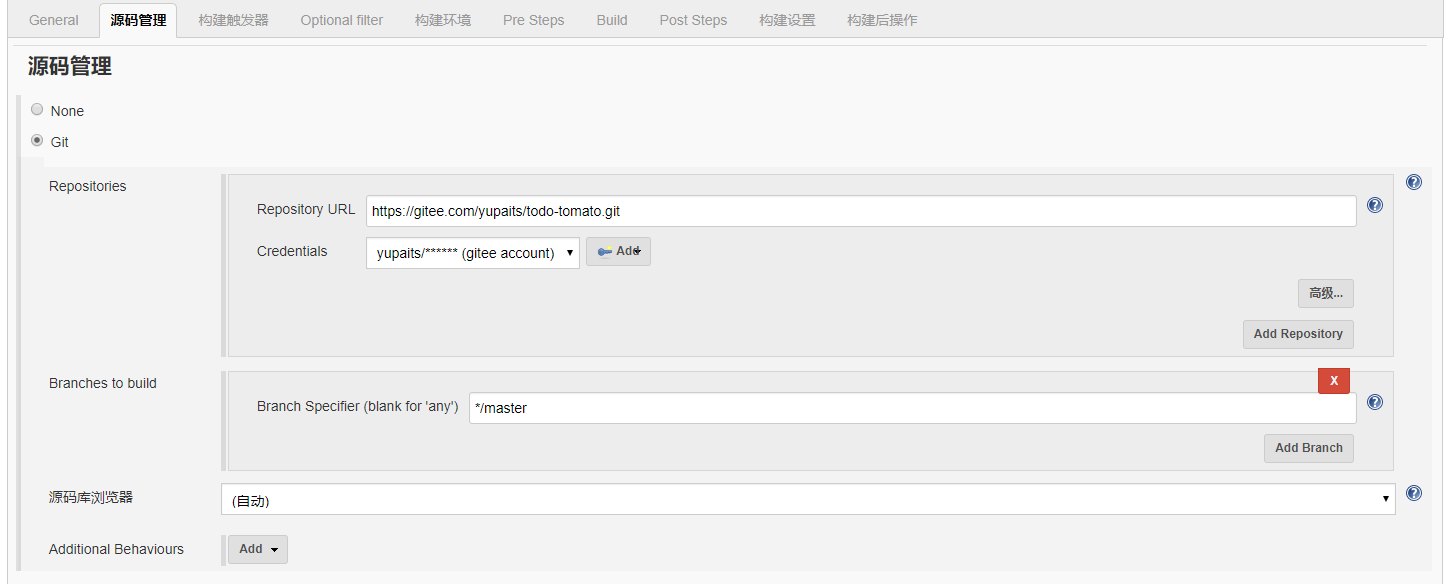 General 源码管理 构建触发器 Optional filter 构建环境 Pre Steps Build Post Steps 构建设置 构建后操作
源码管理
None
Git
Repositories
Repository URL https://gitee.com/yupaits/todo-tomato.git
Credentials yupaits/****** (gitee account) Add
高级...
Add Repository
Branches to build
X
Branch Specifier (blank for 'any') */master
Add Branch
源码库浏览器 (自动)
Additional Behaviours Add